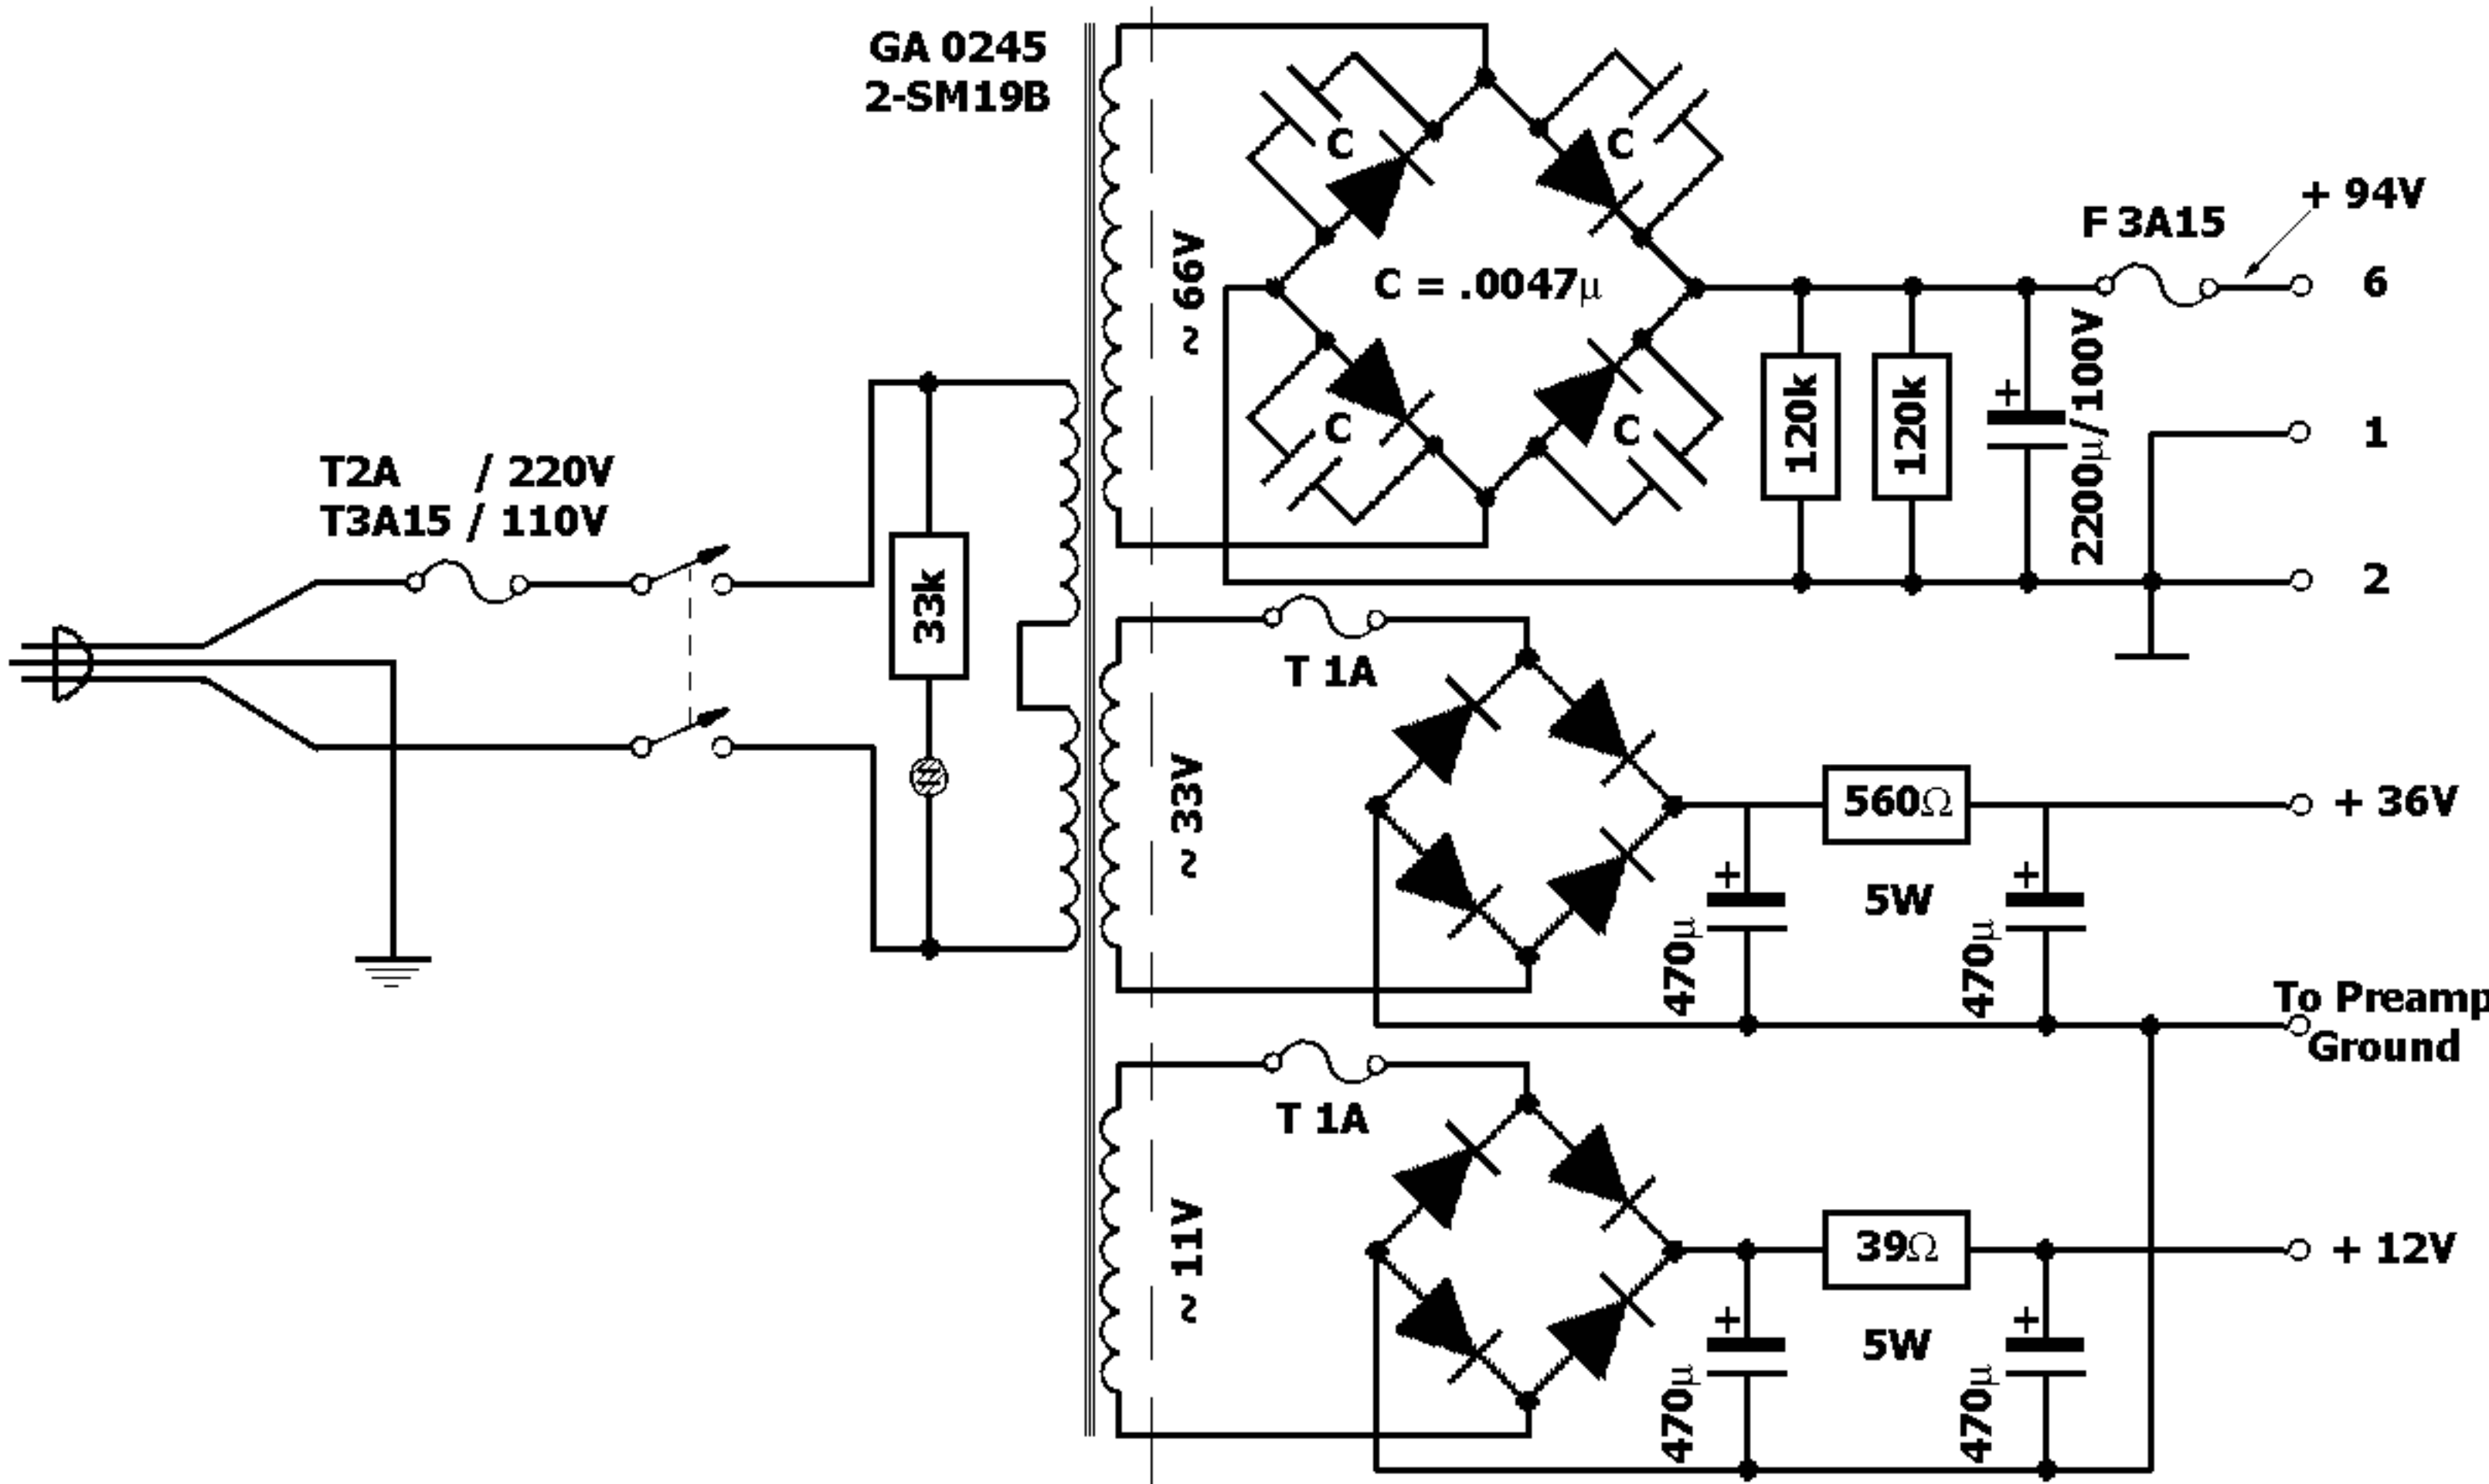 GA 0245
2-SM19B
T2A / 220V
T3A15 / 110V
33k
~ 66V
C
C
C = .0047µ
C
C
120k
120k
2200µ/100V
+
F 3A15
+ 94V
6
1
2
T 1A
~ 33V
560Ω
5W
+
470µ
+
470µ
+ 36V
To Preamp
Ground
T 1A
~ 11V
39Ω
5W
+
470µ
+
470µ
+ 12V